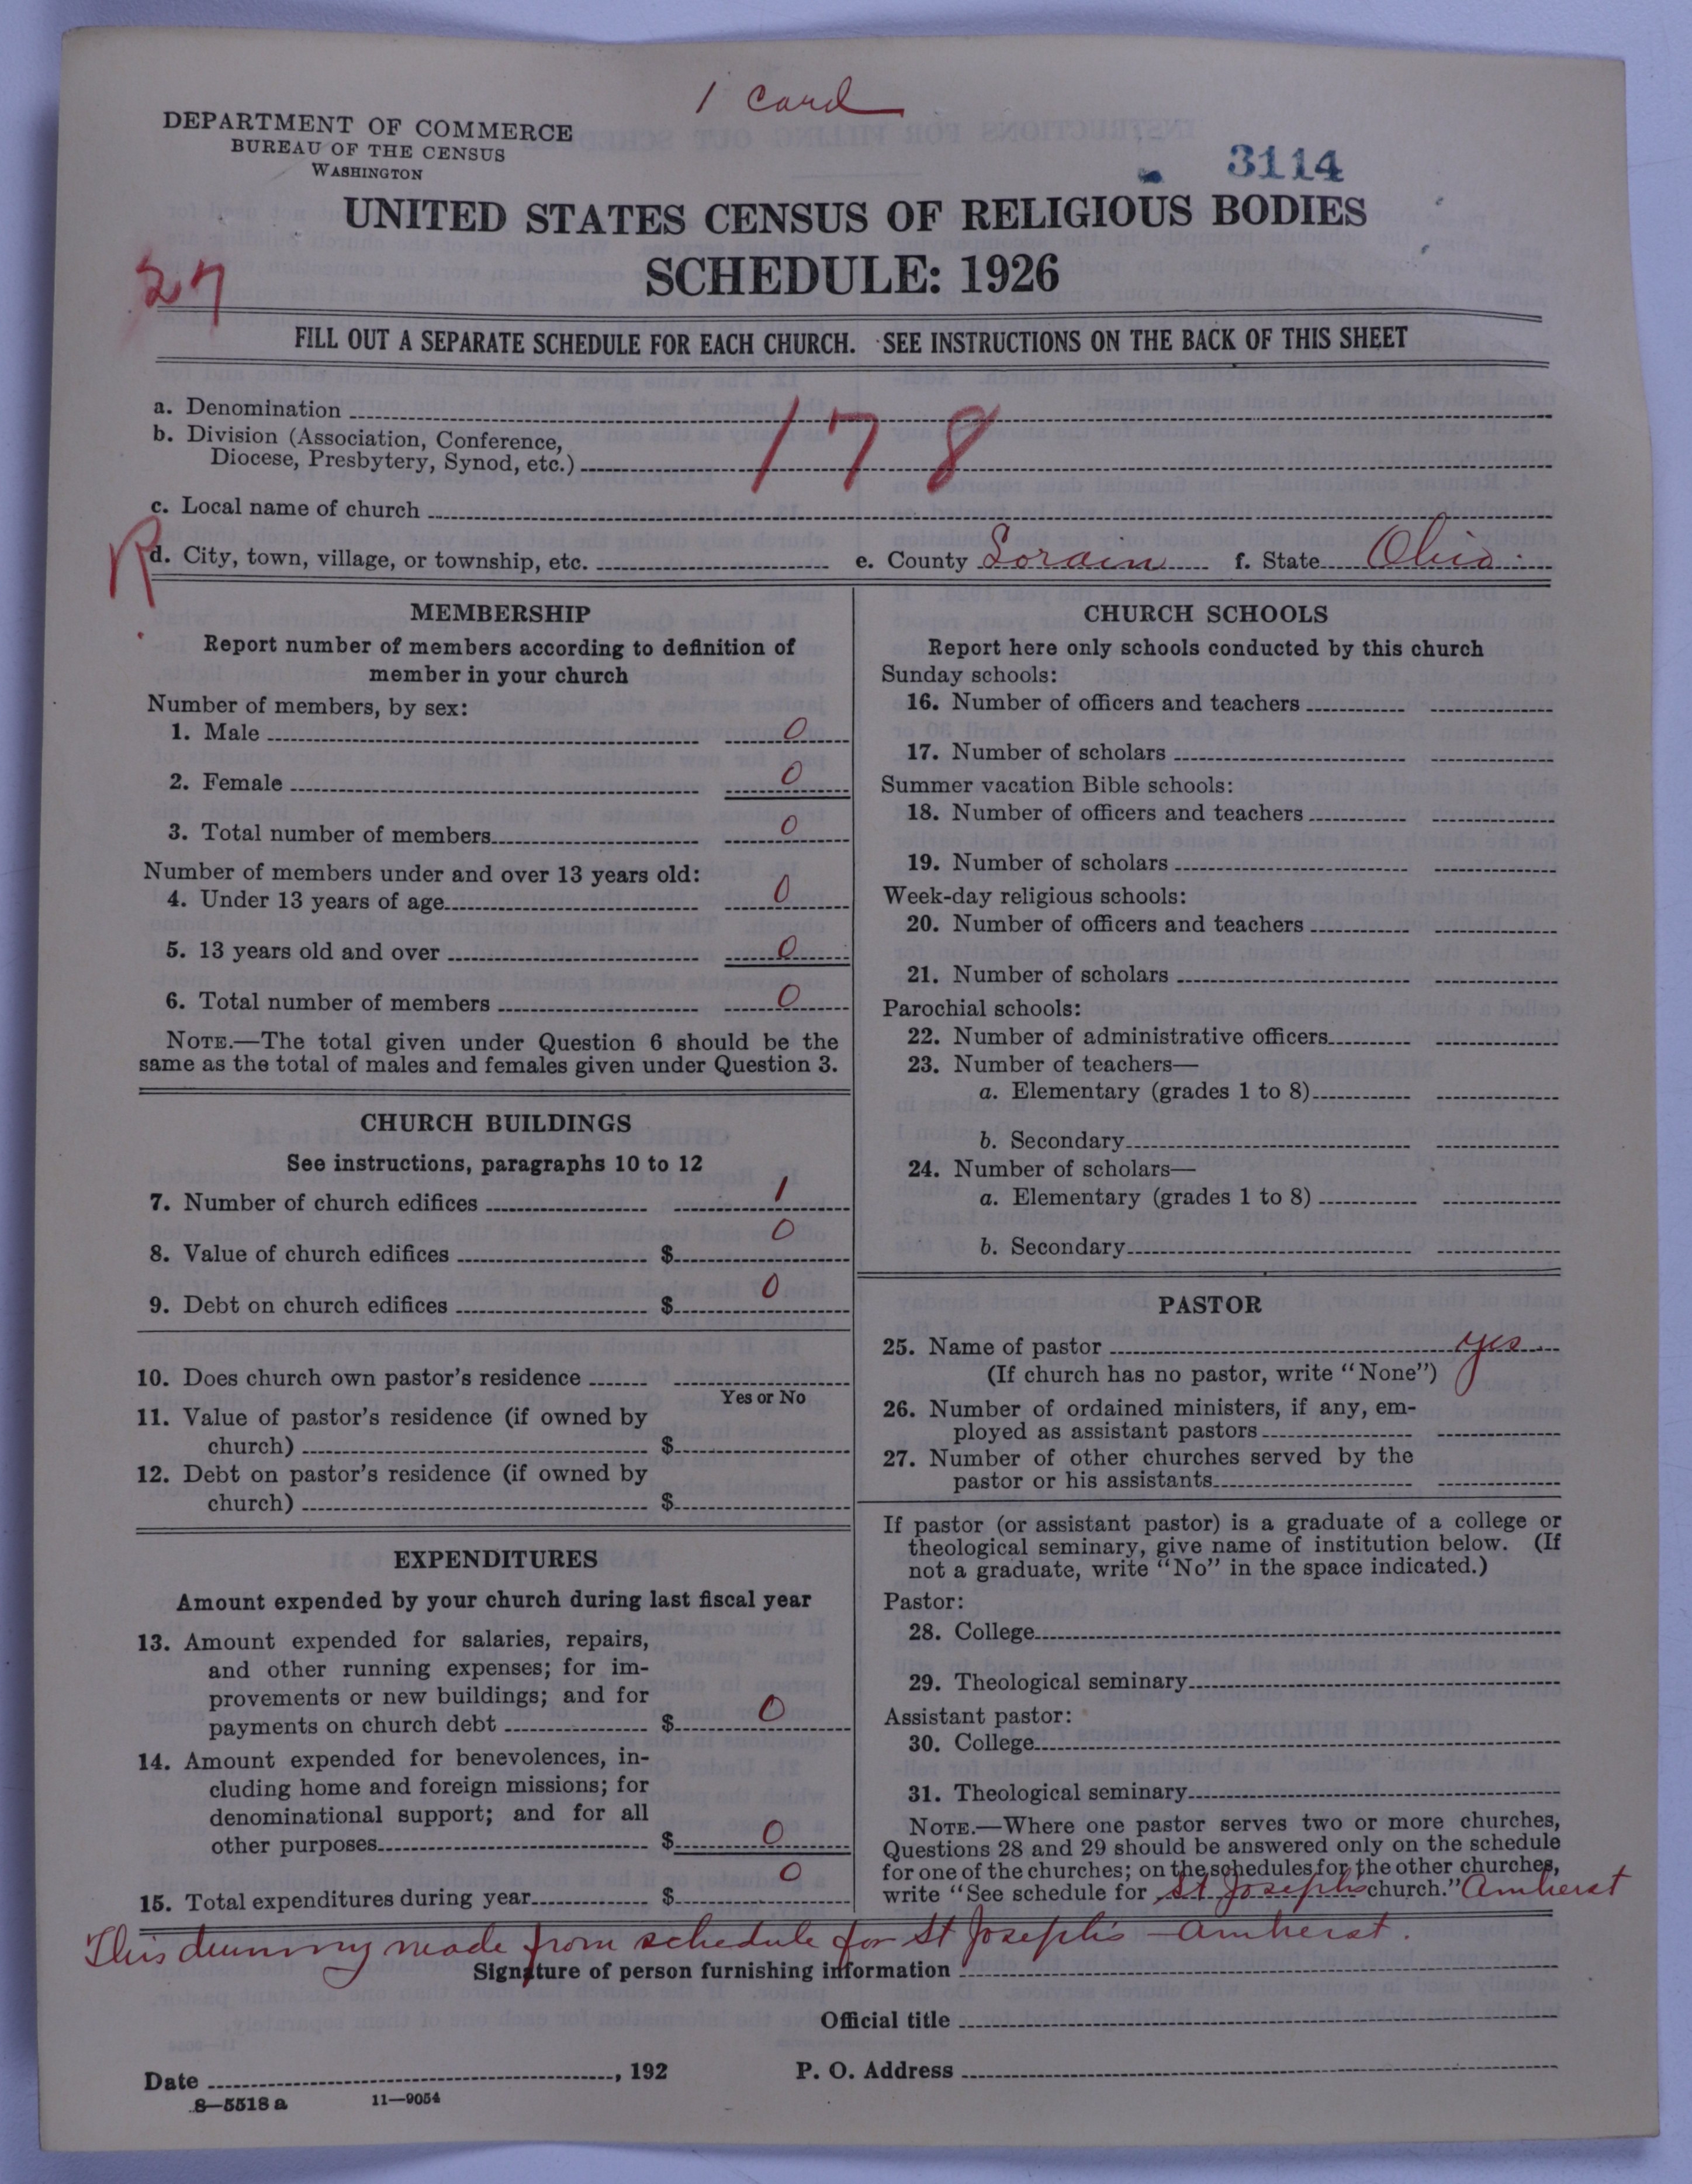 1 card
DEPARTMENT OF COMMERCE
BUREAU OF THE CENSUS
WASHINGTON
3114
UNITED STATES CENSUS OF RELIGIOUS BODIES
SCHEDULE: 1926
27
FILL OUT A SEPARATE SCHEDULE FOR EACH CHURCH. SEE INSTRUCTIONS ON THE BACK OF THIS SHEET
a. Denomination
178
b. Division (Association, Conference,
Diocese, Presbytery, Synod, etc.)
c. Local name of church
R
d. City, town, village, or township, etc. e. County Lorain f. State Ohio
MEMBERSHIP
Report number of members according to definition of
member in your church
Number of members, by sex:
1. Male 0
2. Female 0
3. Total number of members 0
Number of members under and over 13 years old:
4. Under 13 years of age 0
5. 13 years old and over 0
6. Total number of members 0
NOTE.—The total given under Question 6 should be the
same as the total of males and females given under Question 3.
CHURCH BUILDINGS
See instructions, paragraphs 10 to 12
7. Number of church edifices 1
8. Value of church edifices $ 0
9. Debt on church edifices $ 0
10. Does church own pastor's residence
Yes or No
11. Value of pastor's residence (if owned by
church) $
12. Debt on pastor's residence (if owned by
church) $
EXPENDITURES
Amount expended by your church during last fiscal year
13. Amount expended for salaries, repairs,
and other running expenses; for im-
provements or new buildings; and for
payments on church debt $ 0
14. Amount expended for benevolences, in-
cluding home and foreign missions; for
denominational support; and for all
other purposes $ 0
15. Total expenditures during year $ 0
CHURCH SCHOOLS
Report here only schools conducted by this church
Sunday schools:
16. Number of officers and teachers
17. Number of scholars
Summer vacation Bible schools:
18. Number of officers and teachers
19. Number of scholars
Week-day religious schools:
20. Number of officers and teachers
21. Number of scholars
Parochial schools:
22. Number of administrative officers
23. Number of teachers—
a. Elementary (grades 1 to 8)
b. Secondary
24. Number of scholars—
a. Elementary (grades 1 to 8)
b. Secondary
PASTOR
25. Name of pastor yes
(If church has no pastor, write "None")
26. Number of ordained ministers, if any, em-
ployed as assistant pastors
27. Number of other churches served by the
pastor or his assistants
If pastor (or assistant pastor) is a graduate of a college or
theological seminary, give name of institution below. (If
not a graduate, write "No" in the space indicated.)
Pastor:
28. College
29. Theological seminary
Assistant pastor:
30. College
31. Theological seminary
NOTE.—Where one pastor serves two or more churches,
Questions 28 and 29 should be answered only on the schedule
for one of the churches; on the schedules for the other churches,
write "See schedule for St Joseph's church." Amherst
This dummy made from schedule for St Joseph's - Amherst.
Signature of person furnishing information
Official title
Date , 192 P. O. Address
8—5518 a 11—9054